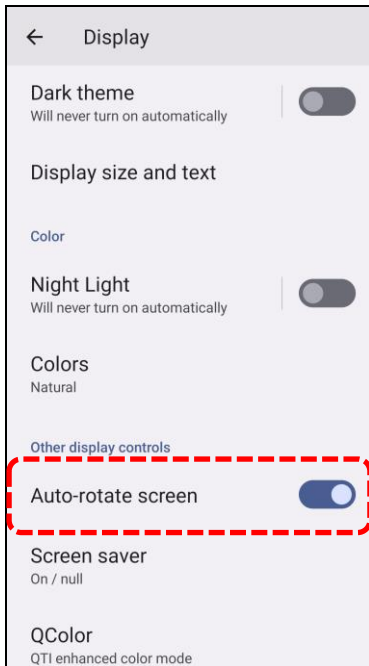 Display
Dark theme
Will never turn on automatically
Display size and text
Color
Night Light
Will never turn on automatically
Colors
Natural
Other display controls
Auto-rotate screen
Screen saver
On / null
QColor
QTI enhanced color mode